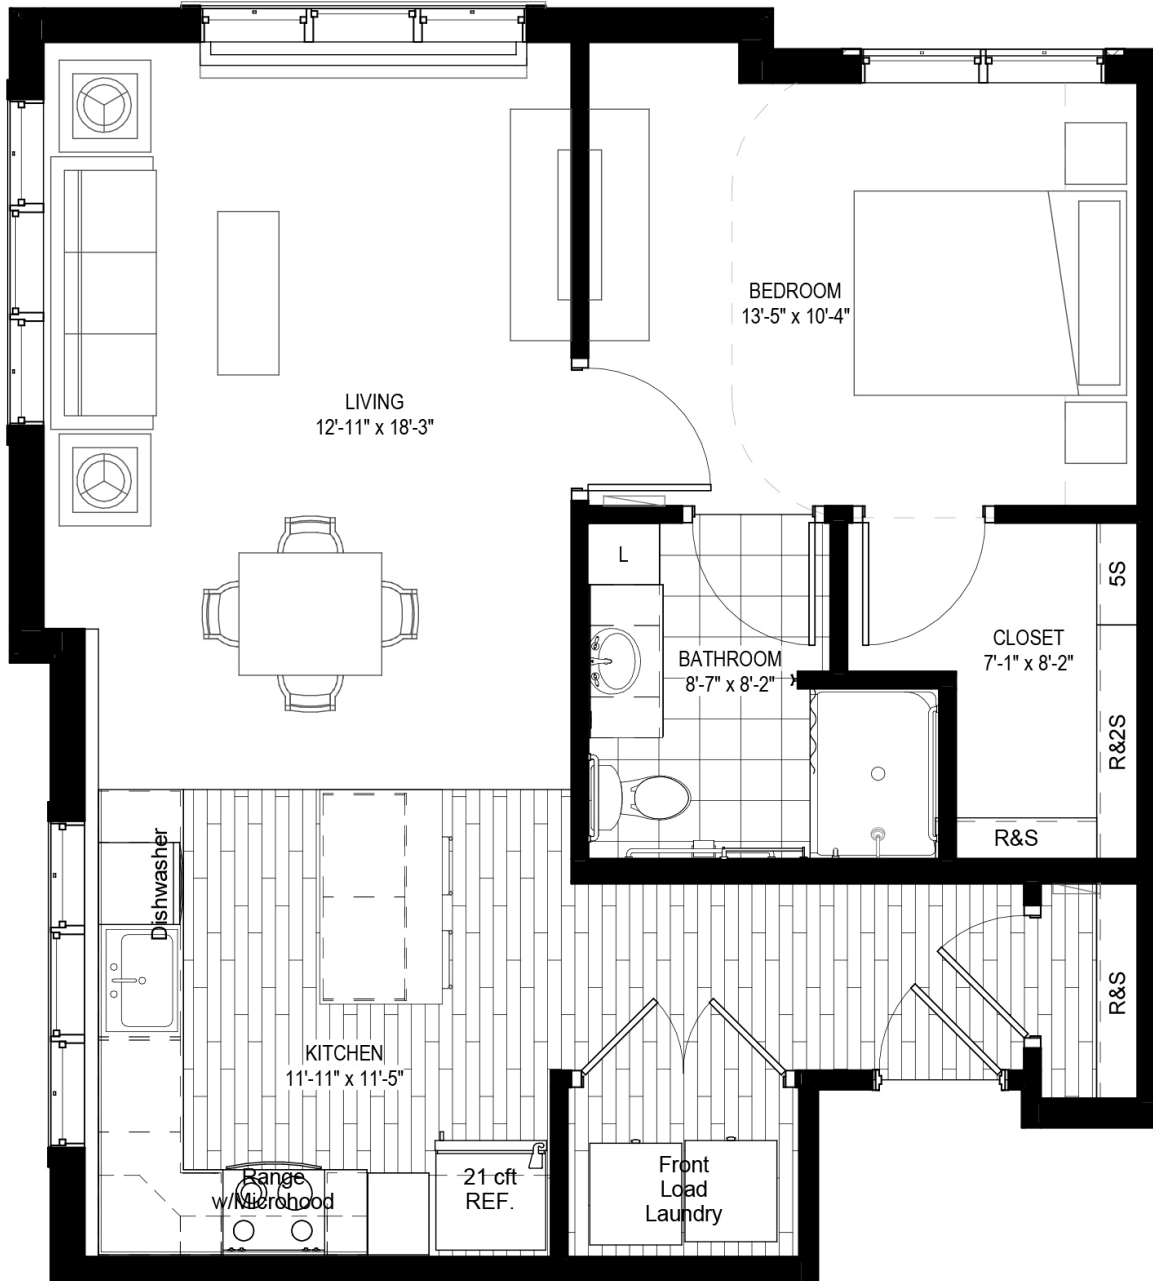 BEDROOM
13'-5" x 10'-4"
LIVING
12'-11" x 18'-3"
L
5S
CLOSET
7'-1" x 8'-2"
BATHROOM
8'-7" x 8'-2"
R&2S
R&S
Dishwasher
R&S
KITCHEN
11'-11" x 11'-5"
Range
w/Microhood
21 cft
REF.
Front
Load
Laundry